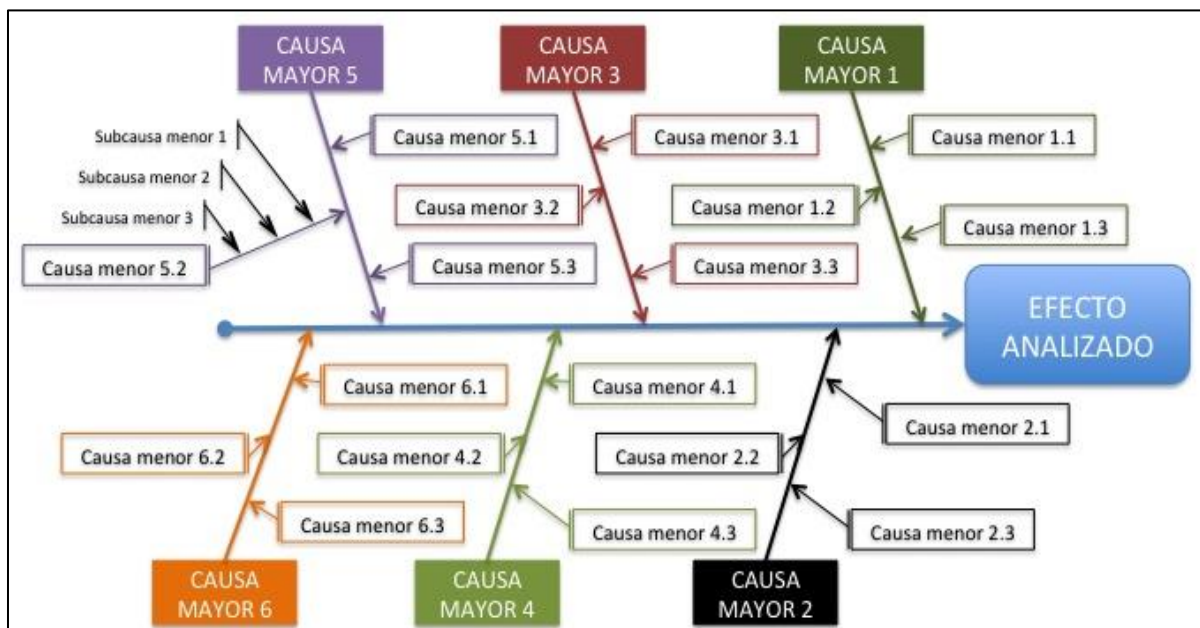 CAUSA
MAYOR 5
CAUSA
MAYOR 3
CAUSA
MAYOR 1
Subcausa menor 1
Subcausa menor 2
Subcausa menor 3
Causa menor 5.1
Causa menor 5.2
Causa menor 5.3
Causa menor 3.1
Causa menor 3.2
Causa menor 3.3
Causa menor 1.1
Causa menor 1.2
Causa menor 1.3
EFECTO
ANALIZADO
Causa menor 6.1
Causa menor 6.2
Causa menor 6.3
Causa menor 4.1
Causa menor 4.2
Causa menor 4.3
Causa menor 2.1
Causa menor 2.2
Causa menor 2.3
CAUSA
MAYOR 6
CAUSA
MAYOR 4
CAUSA
MAYOR 2